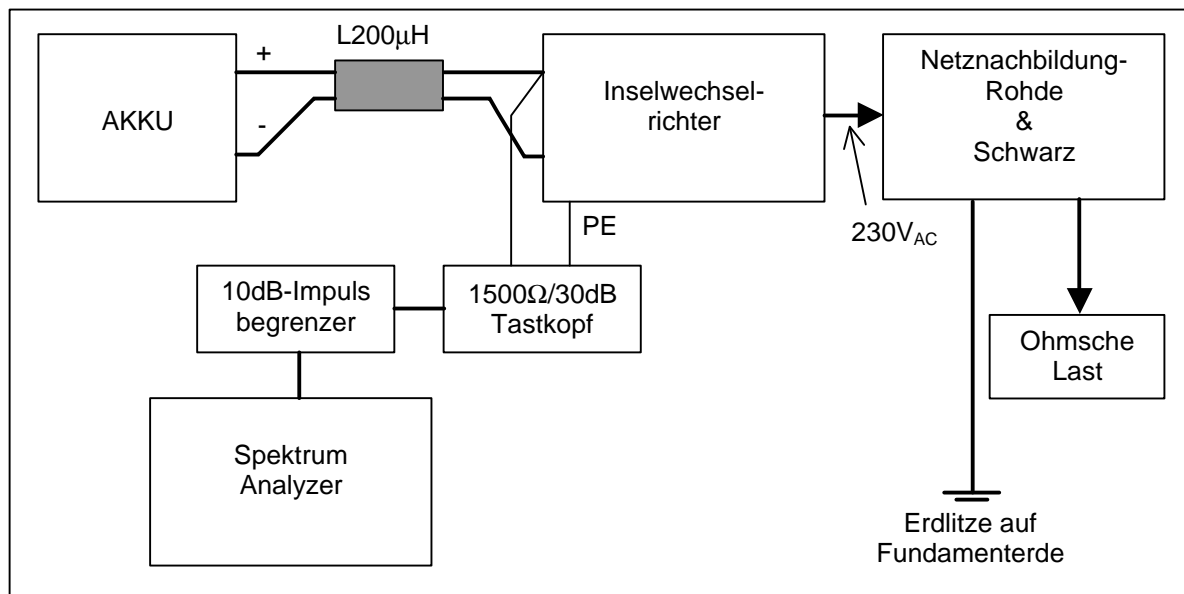 L200μH
+
-
AKKU
Inselwechsel-
richter
Netznachbildung-
Rohde
&
Schwarz
230V_AC
PE
10dB-Impuls
begrenzer
1500Ω/30dB
Tastkopf
Ohmsche
Last
Spektrum
Analyzer
Erdlitze auf
Fundamenterde